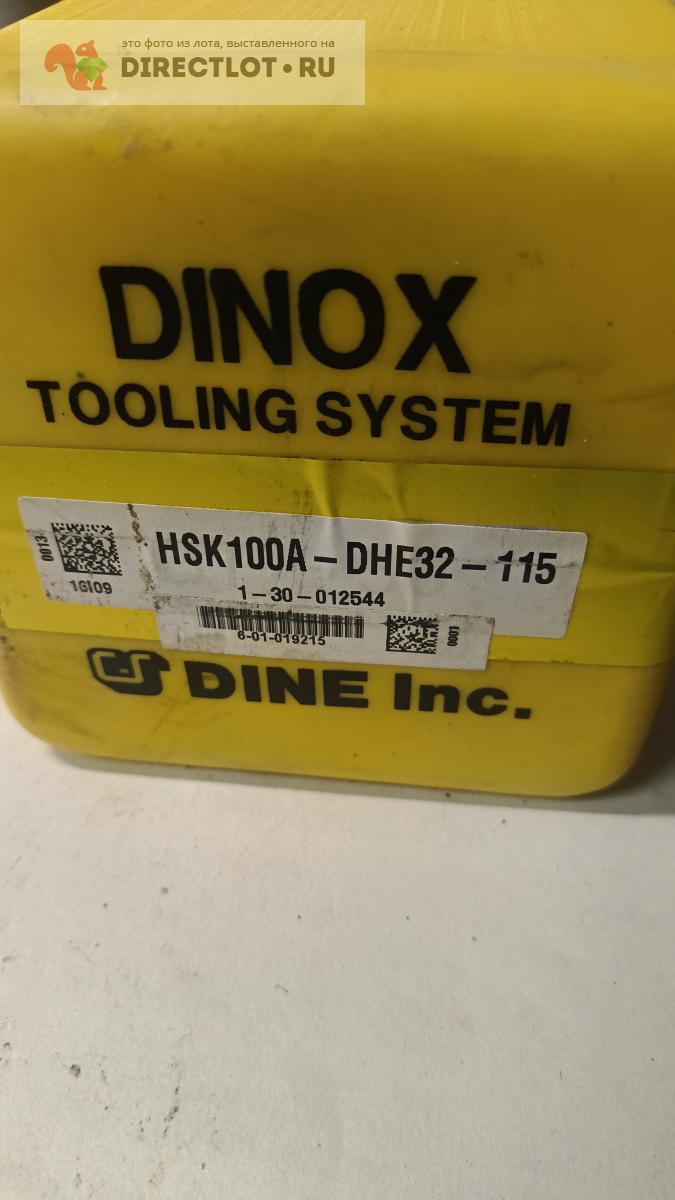 это фото из лота, выставленного на
DIRECTLOT•RU
DINOX
TOOLING SYSTEM
0013
1GI09
HSK100A-DHE32-115
1-30-012544
6-01-019215
0001
DINE Inc.